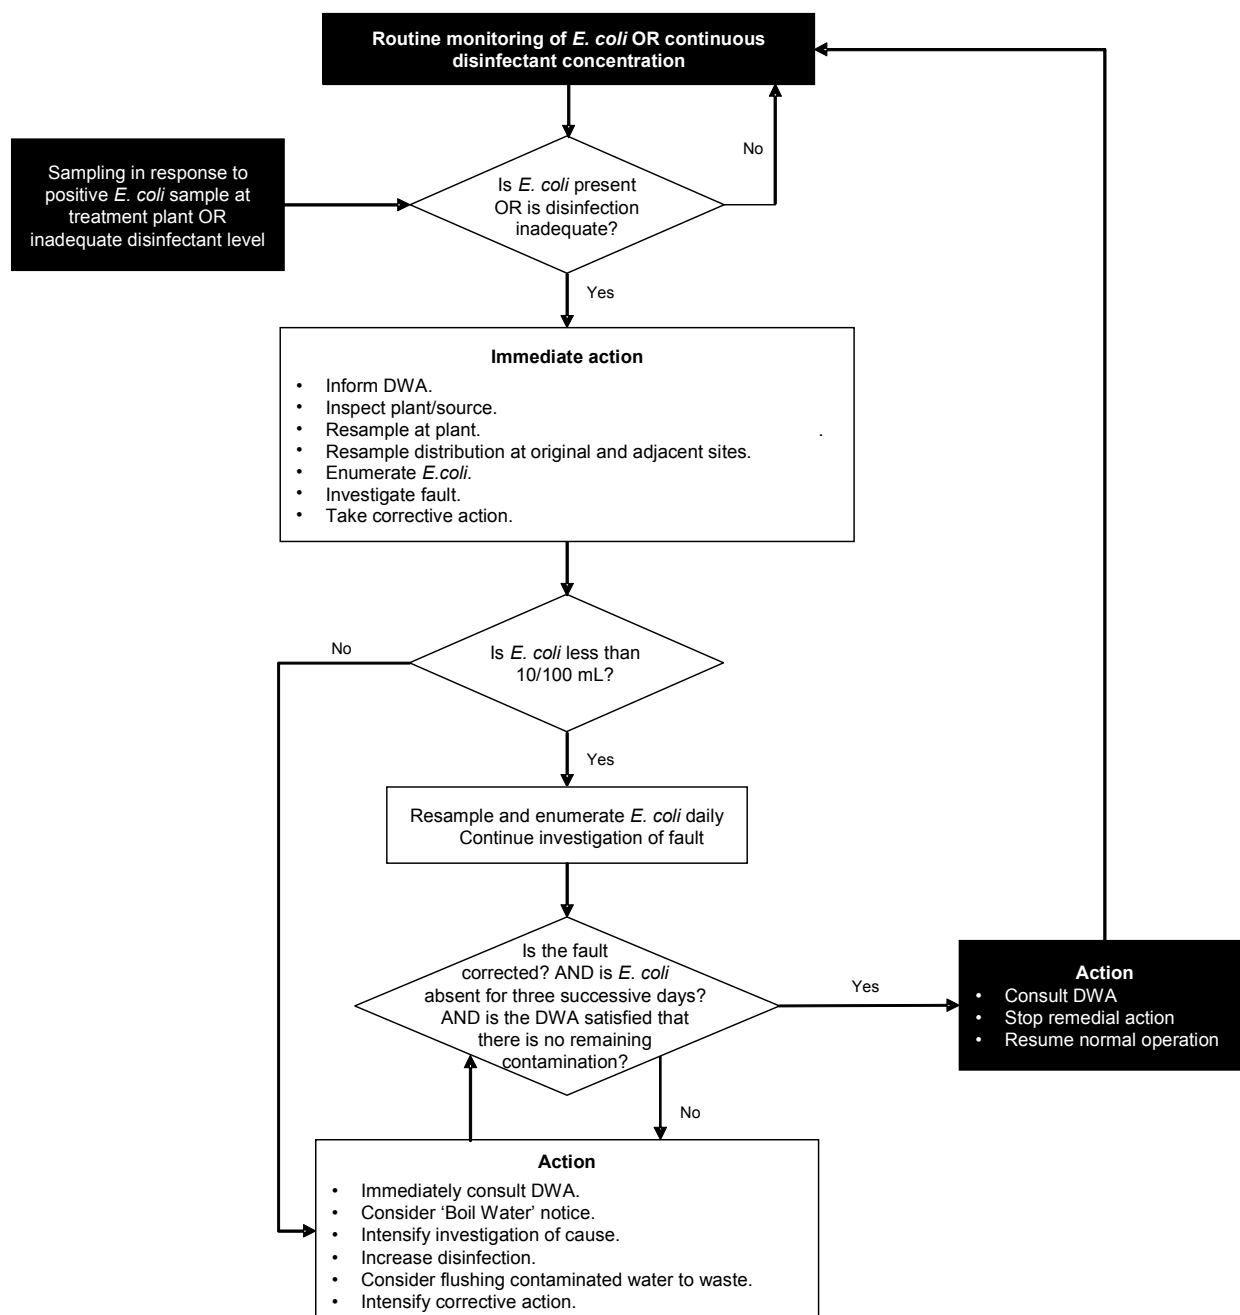 Routine monitoring of E. coli OR continuous
disinfectant concentration
No
Sampling in response to
positive E. coli sample at
treatment plant OR
inadequate disinfectant level
Is E. coli present
OR is disinfection
inadequate?
Yes
Immediate action
• Inform DWA.
• Inspect plant/source.
• Resample at plant. .
• Resample distribution at original and adjacent sites.
• Enumerate E.coli.
• Investigate fault.
• Take corrective action.
No
Is E. coli less than
10/100 mL?
Yes
Resample and enumerate E. coli daily
Continue investigation of fault
Is the fault
corrected? AND is E. coli
absent for three successive days?
AND is the DWA satisfied that
there is no remaining
contamination?
Yes
Action
• Consult DWA
• Stop remedial action
• Resume normal operation
No
Action
• Immediately consult DWA.
• Consider ‘Boil Water’ notice.
• Intensify investigation of cause.
• Increase disinfection.
• Consider flushing contaminated water to waste.
• Intensify corrective action.